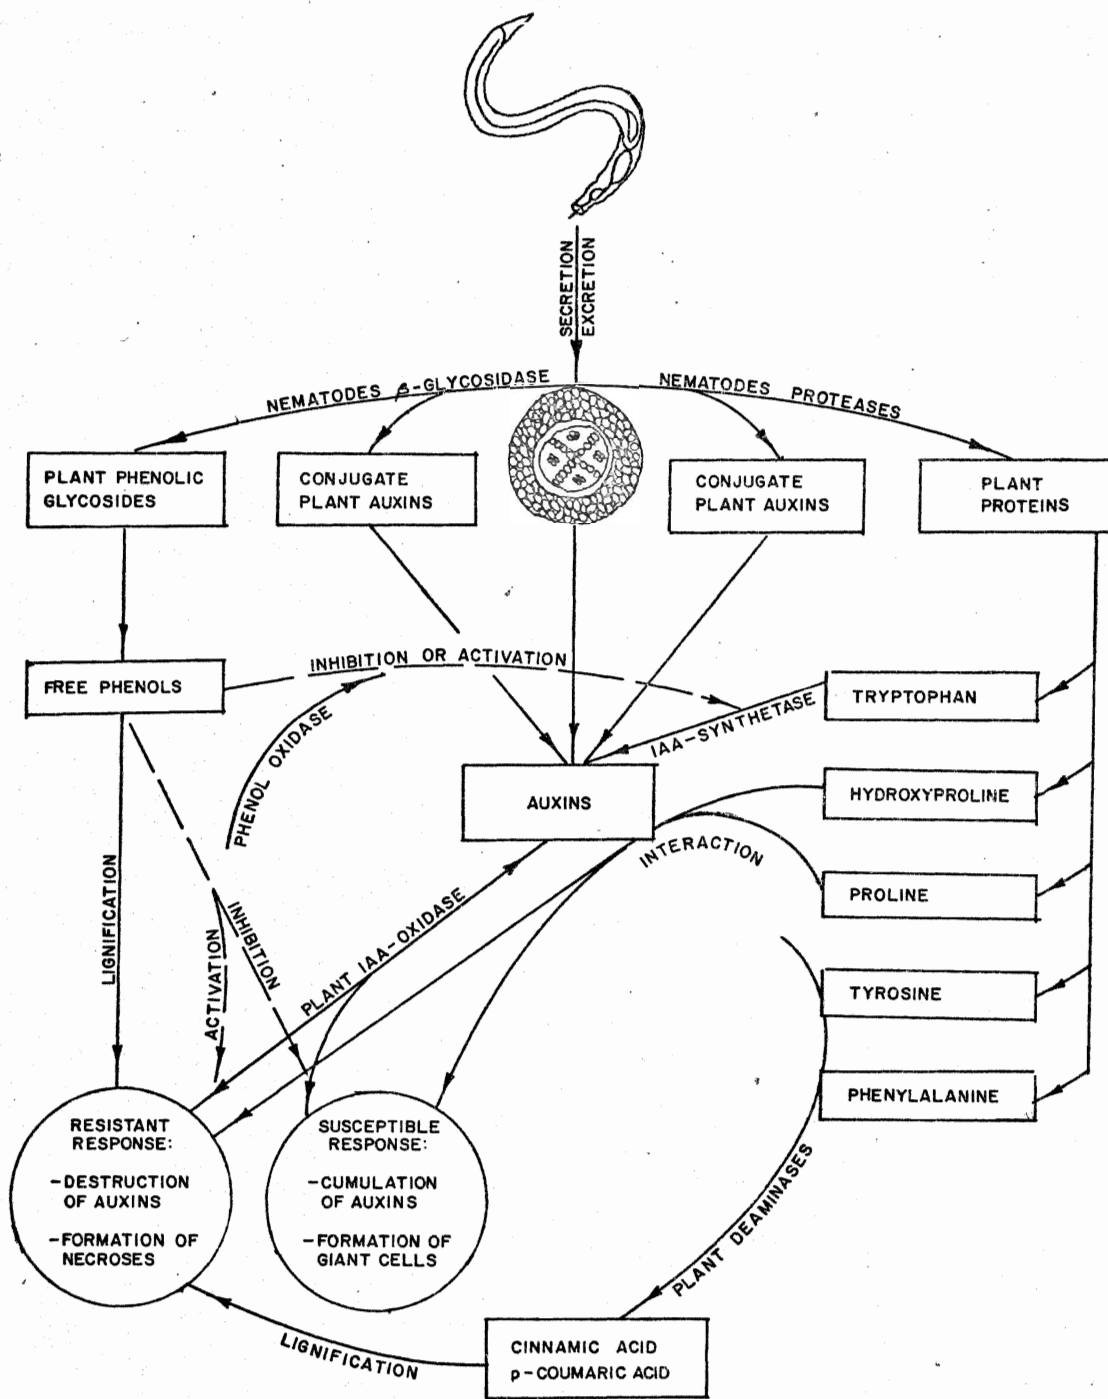 SECRETION
EXCRETION
NEMATODES β-GLYCOSIDASE
NEMATODES PROTEASES
PLANT PHENOLIC
GLYCOSIDES
CONJUGATE
PLANT AUXINS
CONJUGATE
PLANT AUXINS
PLANT
PROTEINS
INHIBITION OR ACTIVATION
FREE PHENOLS
TRYPTOPHAN
IAA-SYNTHETASE
PHENOL OXIDASE
AUXINS
HYDROXYPROLINE
INTERACTION
PROLINE
LIGNIFICATION
ACTIVATION
INHIBITION
PLANT IAA-OXIDASE
TYROSINE
PHENYLALANINE
RESISTANT
RESPONSE:
-DESTRUCTION
OF AUXINS
-FORMATION OF
NECROSES
SUSCEPTIBLE
RESPONSE:
-CUMULATION
OF AUXINS
-FORMATION OF
GIANT CELLS
PLANT DEAMINASES
LIGNIFICATION
CINNAMIC ACID
p-COUMARIC ACID